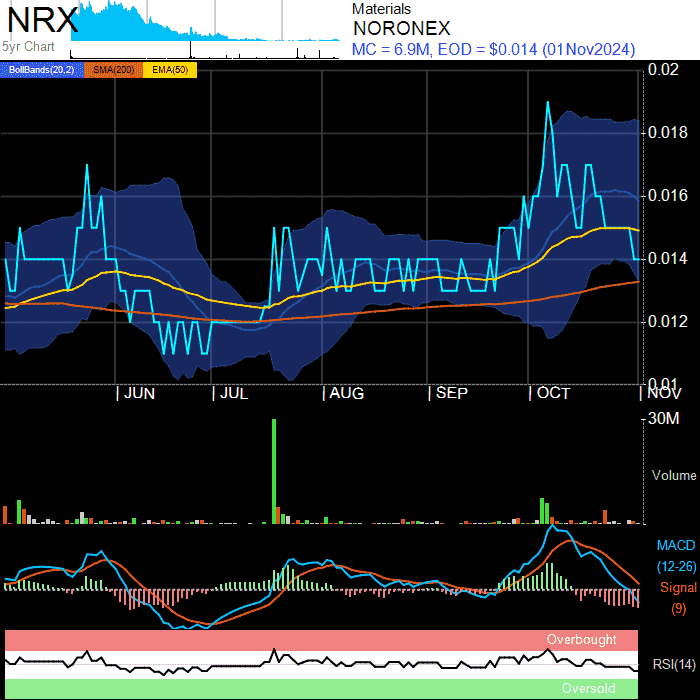 NRX
5yr Chart
Materials
NORONEX
MC = 6.9M, EOD = $0.014 (01Nov2024)
BollBands(20,2) SMA(200) EMA(50)
0.02
0.018
0.016
0.014
0.012
0.01
JUN JUL AUG SEP OCT NOV
30M
Volume
MACD
(12-26)
Signal
(9)
Overbought
RSI(14)
Oversold